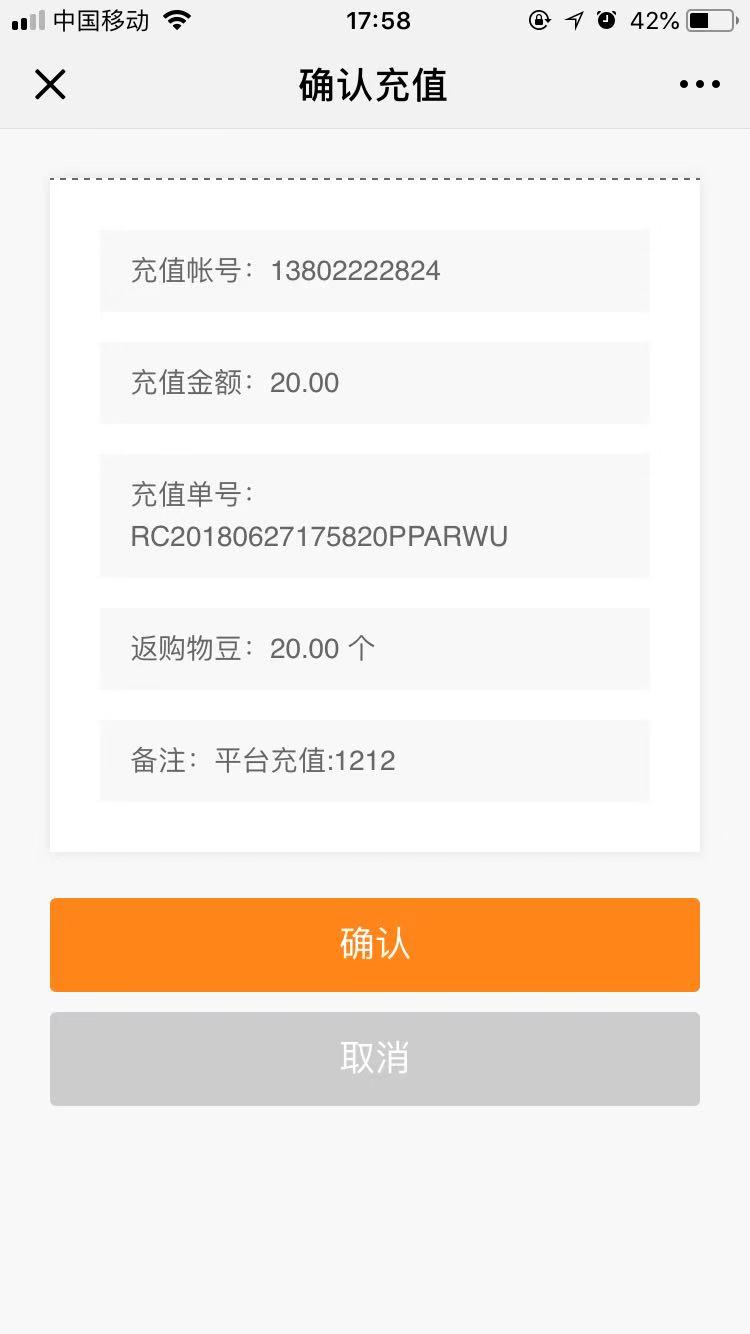 中国移动 17:58 42%
确认充值
充值帐号：13802222824
充值金额：20.00
充值单号：
RC20180627175820PPARWU
返购物豆：20.00 个
备注：平台充值:1212
确认
取消